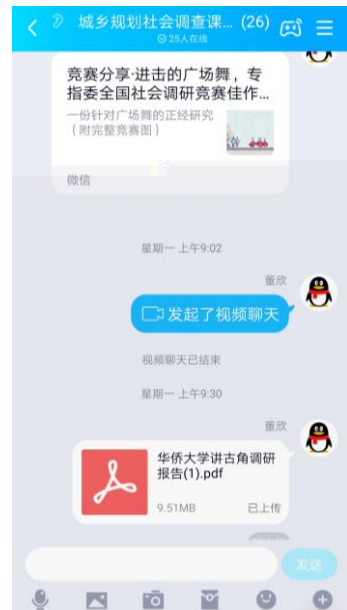 城乡规划社会调查课... (26)
25人在线
竞赛分享·进击的广场舞，专
指委全国社会调研竞赛佳作...
一份针对广场舞的正经研究
（附完整竞赛图）
微信
星期一 上午9:02
董欣
发起了视频聊天
视频聊天已结束
星期一 上午9:30
董欣
华侨大学讲古角调研
报告(1).pdf
9.51MB 已上传
发送